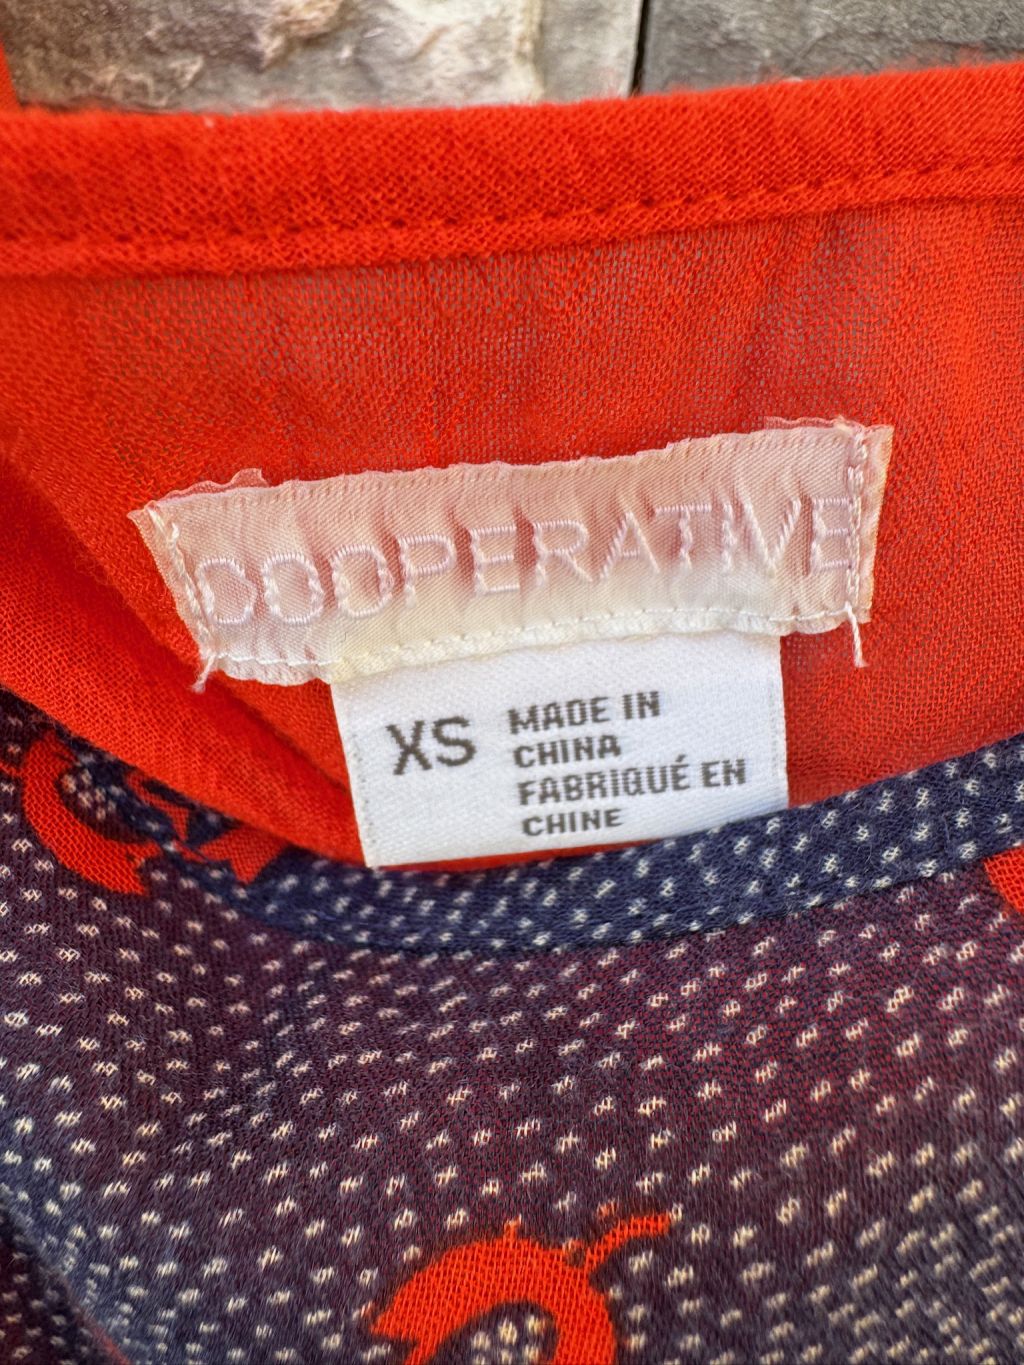 COOPERATIVE
XS
MADE IN
CHINA
FABRIQUÉ EN
CHINE